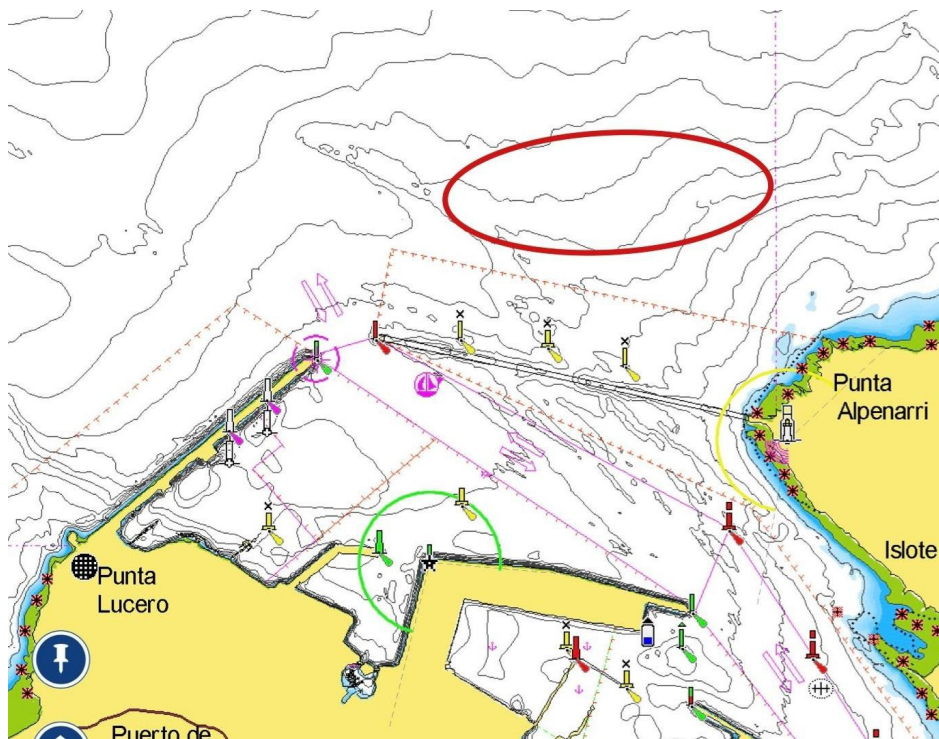 Punta
Alpenarri
Islote
Punta
Lucero
Puerto de